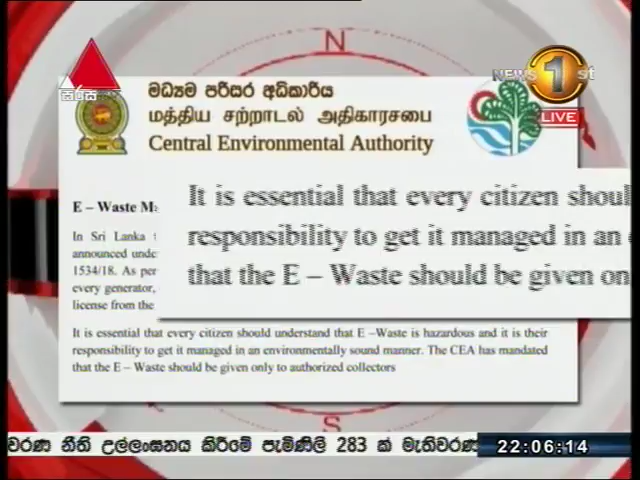 N
සිරස
NEWS 1st
LIVE
මධ්‍යම පරිසර අධිකාරිය
மத்திய சுற்றாடல் அதிகாரசபை
Central Environmental Authority
E – Waste M
In Sri Lanka
announced unde
1534/18. As per
every generator,
license from the
It is essential that every citizen shoul
responsibility to get it managed in an
that the E – Waste should be given on
It is essential that every citizen should understand that E –Waste is hazardous and it is their
responsibility to get it managed in an environmentally sound manner. The CEA has mandated
that the E – Waste should be given only to authorized collectors
S
වරණ නීති උල්ලංඝනය කිරීමේ පැමිණිලි 283 ක් මැතිවරණ
22:06:14